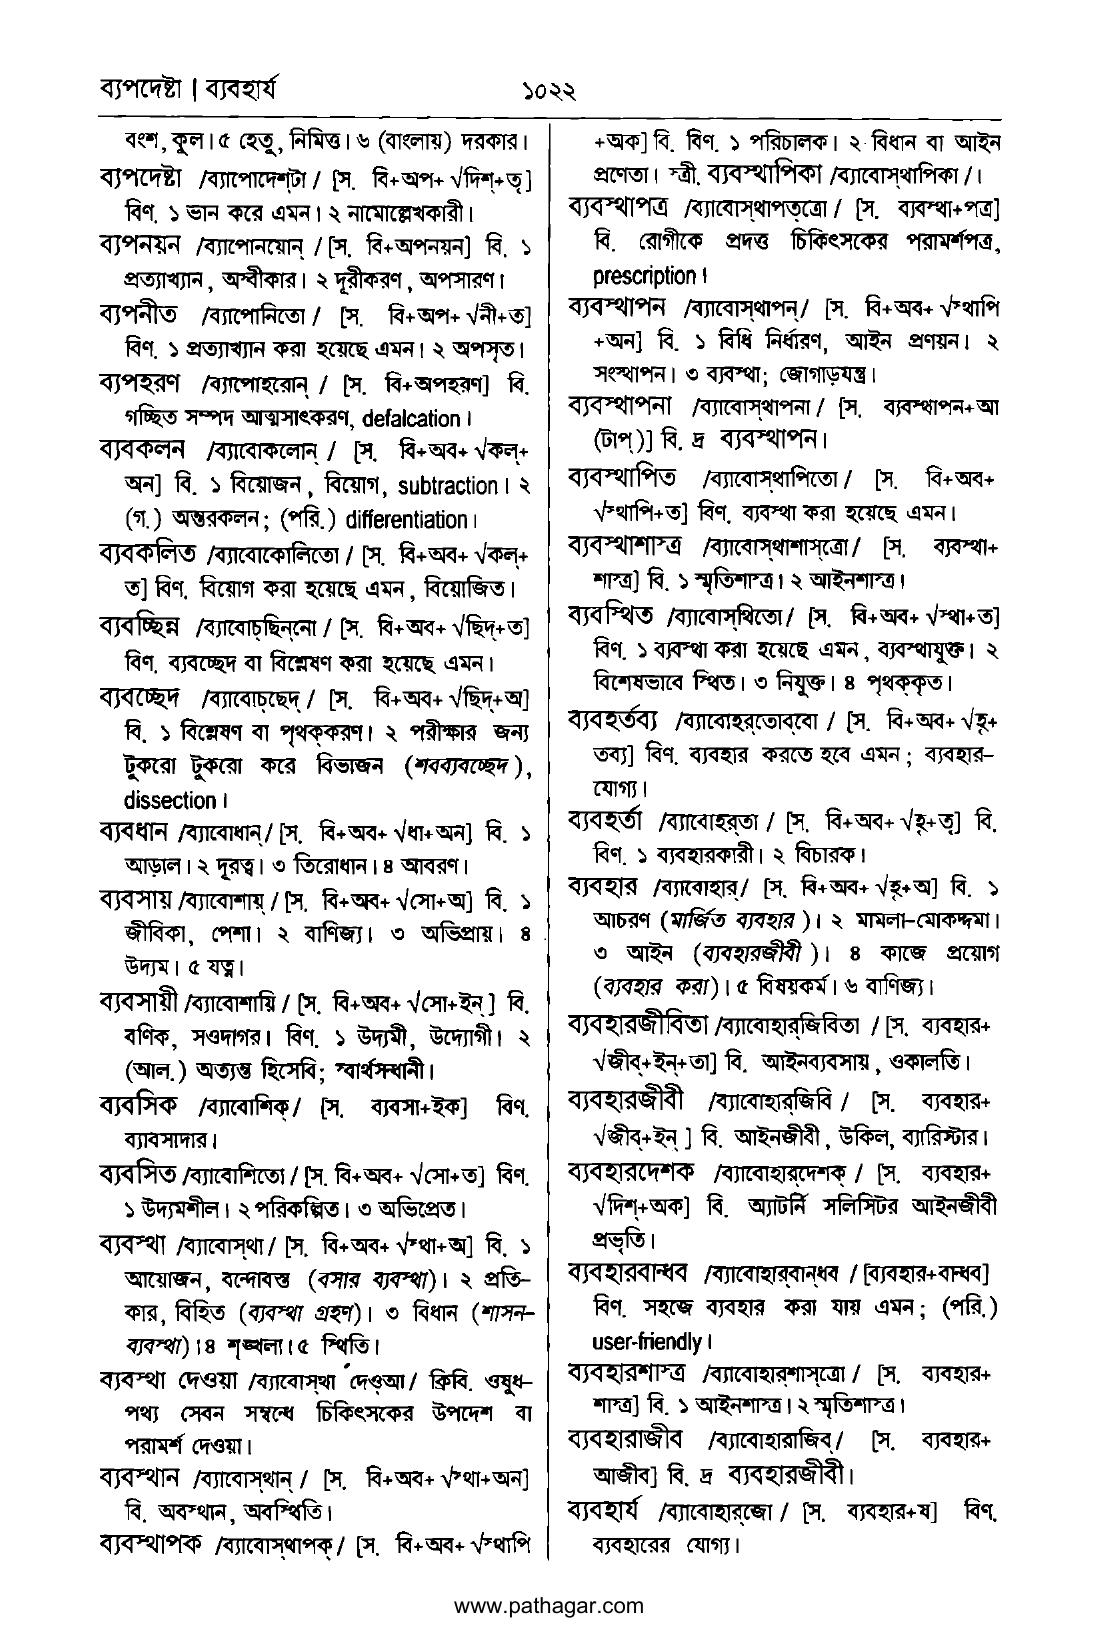 ব্যপদেষ্টা | ব্যবহার্য
১০২২
বংশ, কুল। ৫ হেতু, নিমিত্ত। ৬ (বাংলায়) দরকার।
ব্যপদেষ্টা /ব্যাপোদেশ্‌টা / [স. বি+অপ+ √দিশ্‌+তৃ]
বিণ. ১ ভান করে এমন। ২ নামোল্লেখকারী।
ব্যপনয়ন /ব্যাপোনয়োন্‌ / [স. বি+অপনয়ন] বি. ১
প্রত্যাখ্যান, অস্বীকার। ২ দূরীকরণ, অপসারণ।
ব্যপনীত /ব্যাপোনিতো / [স. বি+অপ+ √নী+ত]
বিণ. ১ প্রত্যাখ্যান করা হয়েছে এমন। ২ অপসৃত।
ব্যপহরণ /ব্যাপোহরোন্‌ / [স. বি+অপহরণ] বি.
গচ্ছিত সম্পদ আত্মসাৎকরণ, defalcation।
ব্যবকলন /ব্যাবোকলোন্‌ / [স. বি+অব+ √কল্‌+
অন] বি. ১ বিয়োজন, বিয়োগ, subtraction। ২
(গ.) অন্তরকলন; (পরি.) differentiation।
ব্যবকলিত /ব্যাবোকোলিতো / [স. বি+অব+ √কল্‌+
ত] বিণ. বিয়োগ করা হয়েছে এমন, বিয়োজিত।
ব্যবচ্ছিন্ন /ব্যাবোচ্‌ছিন্‌নো / [স. বি+অব+ √ছিদ্‌+ত]
বিণ. ব্যবচ্ছেদ বা বিশ্লেষণ করা হয়েছে এমন।
ব্যবচ্ছেদ /ব্যাবোচ্‌ছেদ্‌ / [স. বি+অব+ √ছিদ্‌+অ]
বি. ১ বিশ্লেষণ বা পৃথক্‌করণ। ২ পরীক্ষার জন্য
টুকরো টুকরো করে বিভাজন (শবব্যবচ্ছেদ),
dissection।
ব্যবধান /ব্যাবোধান্‌/ [স. বি+অব+ √ধা+অন] বি. ১
আড়াল। ২ দূরত্ব। ৩ তিরোধান। ৪ আবরণ।
ব্যবসায় /ব্যাবোশায়্‌ / [স. বি+অব+ √সো+অ] বি. ১
জীবিকা, পেশা। ২ বাণিজ্য। ৩ অভিপ্রায়। ৪
উদ্যম। ৫ যত্ন।
ব্যবসায়ী /ব্যাবোশায়ি / [স. বি+অব+ √সো+ইন্‌ ] বি.
বণিক, সওদাগর। বিণ. ১ উদ্যমী, উদ্যোগী। ২
(আল.) অত্যন্ত হিসেবি; স্বার্থসন্ধানী।
ব্যবসিক /ব্যাবোশিক্‌/ [স. ব্যবসা+ইক] বিণ.
ব্যাবসাদার।
ব্যবসিত /ব্যাবোশিতো / [স. বি+অব+ √সো+ত] বিণ.
১ উদ্যমশীল। ২ পরিকল্পিত। ৩ অভিপ্রেত।
ব্যবস্থা /ব্যাবোস্‌থা / [স. বি+অব+ √স্থা+অ] বি. ১
আয়োজন, বন্দোবস্ত (বসার ব্যবস্থা)। ২ প্রতি-
কার, বিহিত (ব্যবস্থা গ্রহণ)। ৩ বিধান (শাসন-
ব্যবস্থা)। ৪ শৃঙ্খলা। ৫ স্থিতি।
ব্যবস্থা দেওয়া /ব্যাবোস্‌থা দেওআ/ ক্রিবি. ওষুধ-
পথ্য সেবন সম্বন্ধে চিকিৎসকের উপদেশ বা
পরামর্শ দেওয়া।
ব্যবস্থান /ব্যাবোস্‌থান্‌ / [স. বি+অব+ √স্থা+অন]
বি. অবস্থান, অবস্থিতি।
ব্যবস্থাপক /ব্যাবোস্‌থাপক্‌ / [স. বি+অব+ √স্থাপি
+অক] বি. বিণ. ১ পরিচালক। ২ বিধান বা আইন
প্রণেতা। স্ত্রী. ব্যবস্থাপিকা /ব্যাবোস্‌থাপিকা /।
ব্যবস্থাপত্র /ব্যাবোস্‌থাপত্‌ত্রো / [স. ব্যবস্থা+পত্র]
বি. রোগীকে প্রদত্ত চিকিৎসকের পরামর্শপত্র,
prescription।
ব্যবস্থাপন /ব্যাবোস্‌থাপন্‌/ [স. বি+অব+ √স্থাপি
+অন] বি. ১ বিধি নির্ধারণ, আইন প্রণয়ন। ২
সংস্থাপন। ৩ ব্যবস্থা; জোগাড়যন্ত্র।
ব্যবস্থাপনা /ব্যাবোস্‌থাপনা / [স. ব্যবস্থাপন+আ
(টাপ্‌)] বি. দ্র ব্যবস্থাপন।
ব্যবস্থাপিত /ব্যাবোস্‌থাপিতো / [স. বি+অব+
√স্থাপি+ত] বিণ. ব্যবস্থা করা হয়েছে এমন।
ব্যবস্থাশাস্ত্র /ব্যাবোস্‌থাশাস্‌ত্রো/ [স. ব্যবস্থা+
শাস্ত্র] বি. ১ স্মৃতিশাস্ত্র। ২ আইনশাস্ত্র।
ব্যবস্থিত /ব্যাবোস্‌থিতো / [স. বি+অব+ √স্থা+ত]
বিণ. ১ ব্যবস্থা করা হয়েছে এমন, ব্যবস্থাযুক্ত। ২
বিশেষভাবে স্থিত। ৩ নিযুক্ত। ৪ পৃথক্‌কৃত।
ব্যবহর্তব্য /ব্যাবোহর্‌তোব্‌বো / [স. বি+অব+ √হৃ+
তব্য] বিণ. ব্যবহার করতে হবে এমন; ব্যবহার-
যোগ্য।
ব্যবহর্তা /ব্যাবোহর্‌তা / [স. বি+অব+ √হৃ+তৃ] বি.
বিণ. ১ ব্যবহারকারী। ২ বিচারক।
ব্যবহার /ব্যাবোহার্‌/ [স. বি+অব+ √হৃ+অ] বি. ১
আচরণ (মার্জিত ব্যবহার)। ২ মামলা-মোকদ্দমা।
৩ আইন (ব্যবহারজীবী)। ৪ কাজে প্রয়োগ
(ব্যবহার করা)। ৫ বিষয়কর্ম। ৬ বাণিজ্য।
ব্যবহারজীবিতা /ব্যাবোহার্‌জিবিতা / [স. ব্যবহার+
√জীব্‌+ইন্‌+তা] বি. আইনব্যবসায়, ওকালতি।
ব্যবহারজীবী /ব্যাবোহার্‌জিবি / [স. ব্যবহার+
√জীব্‌+ইন্‌ ] বি. আইনজীবী, উকিল, ব্যারিস্টার।
ব্যবহারদেশক /ব্যাবোহার্‌দেশক্‌ / [স. ব্যবহার+
√দিশ্‌+অক] বি. অ্যাটর্নি সলিসিটর আইনজীবী
প্রভৃতি।
ব্যবহারবান্ধব /ব্যাবোহারবান্‌ধব / [ব্যবহার+বান্ধব]
বিণ. সহজে ব্যবহার করা যায় এমন; (পরি.)
user-friendly।
ব্যবহারশাস্ত্র /ব্যাবোহারশাস্‌ত্রো / [স. ব্যবহার+
শাস্ত্র] বি. ১ আইনশাস্ত্র। ২ স্মৃতিশাস্ত্র।
ব্যবহারাজীব /ব্যাবোহারাজিব্‌/ [স. ব্যবহার+
আজীব] বি. দ্র ব্যবহারজীবী।
ব্যবহার্য /ব্যাবোহার্‌জো / [স. ব্যবহার+য] বিণ.
ব্যবহারের যোগ্য।
www.pathagar.com